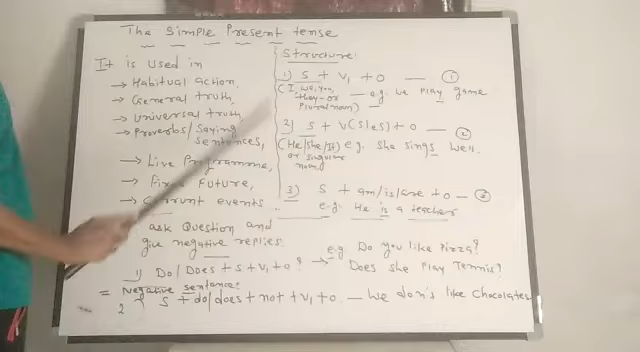 The Simple Present tense
It is used in
→ Habitual action,
→ General truth,
→ Universal truth,
→ Proverbs/Saying
sentences,
→ Live Programme,
→ Fixed Future,
→ Current events.
Structure:
1) S + V1 + O — 1
(I, we, you,
they - or
Plural noun) — e.g. we play game
2) S + V(s/es) + O — 2
(He/She/It) e.g. she sings well
or singular
noun
3) S + am/is/are + O — 3
e.g. He is a teacher
ask Question and
give negative replies.
1) Do/Does + S + V1 + O? → e.g. Do you like Pizza?
Does she Play Tennis?
= Negative sentence:
2 S + do/does + not + V1 + O — We don's like Chocolates